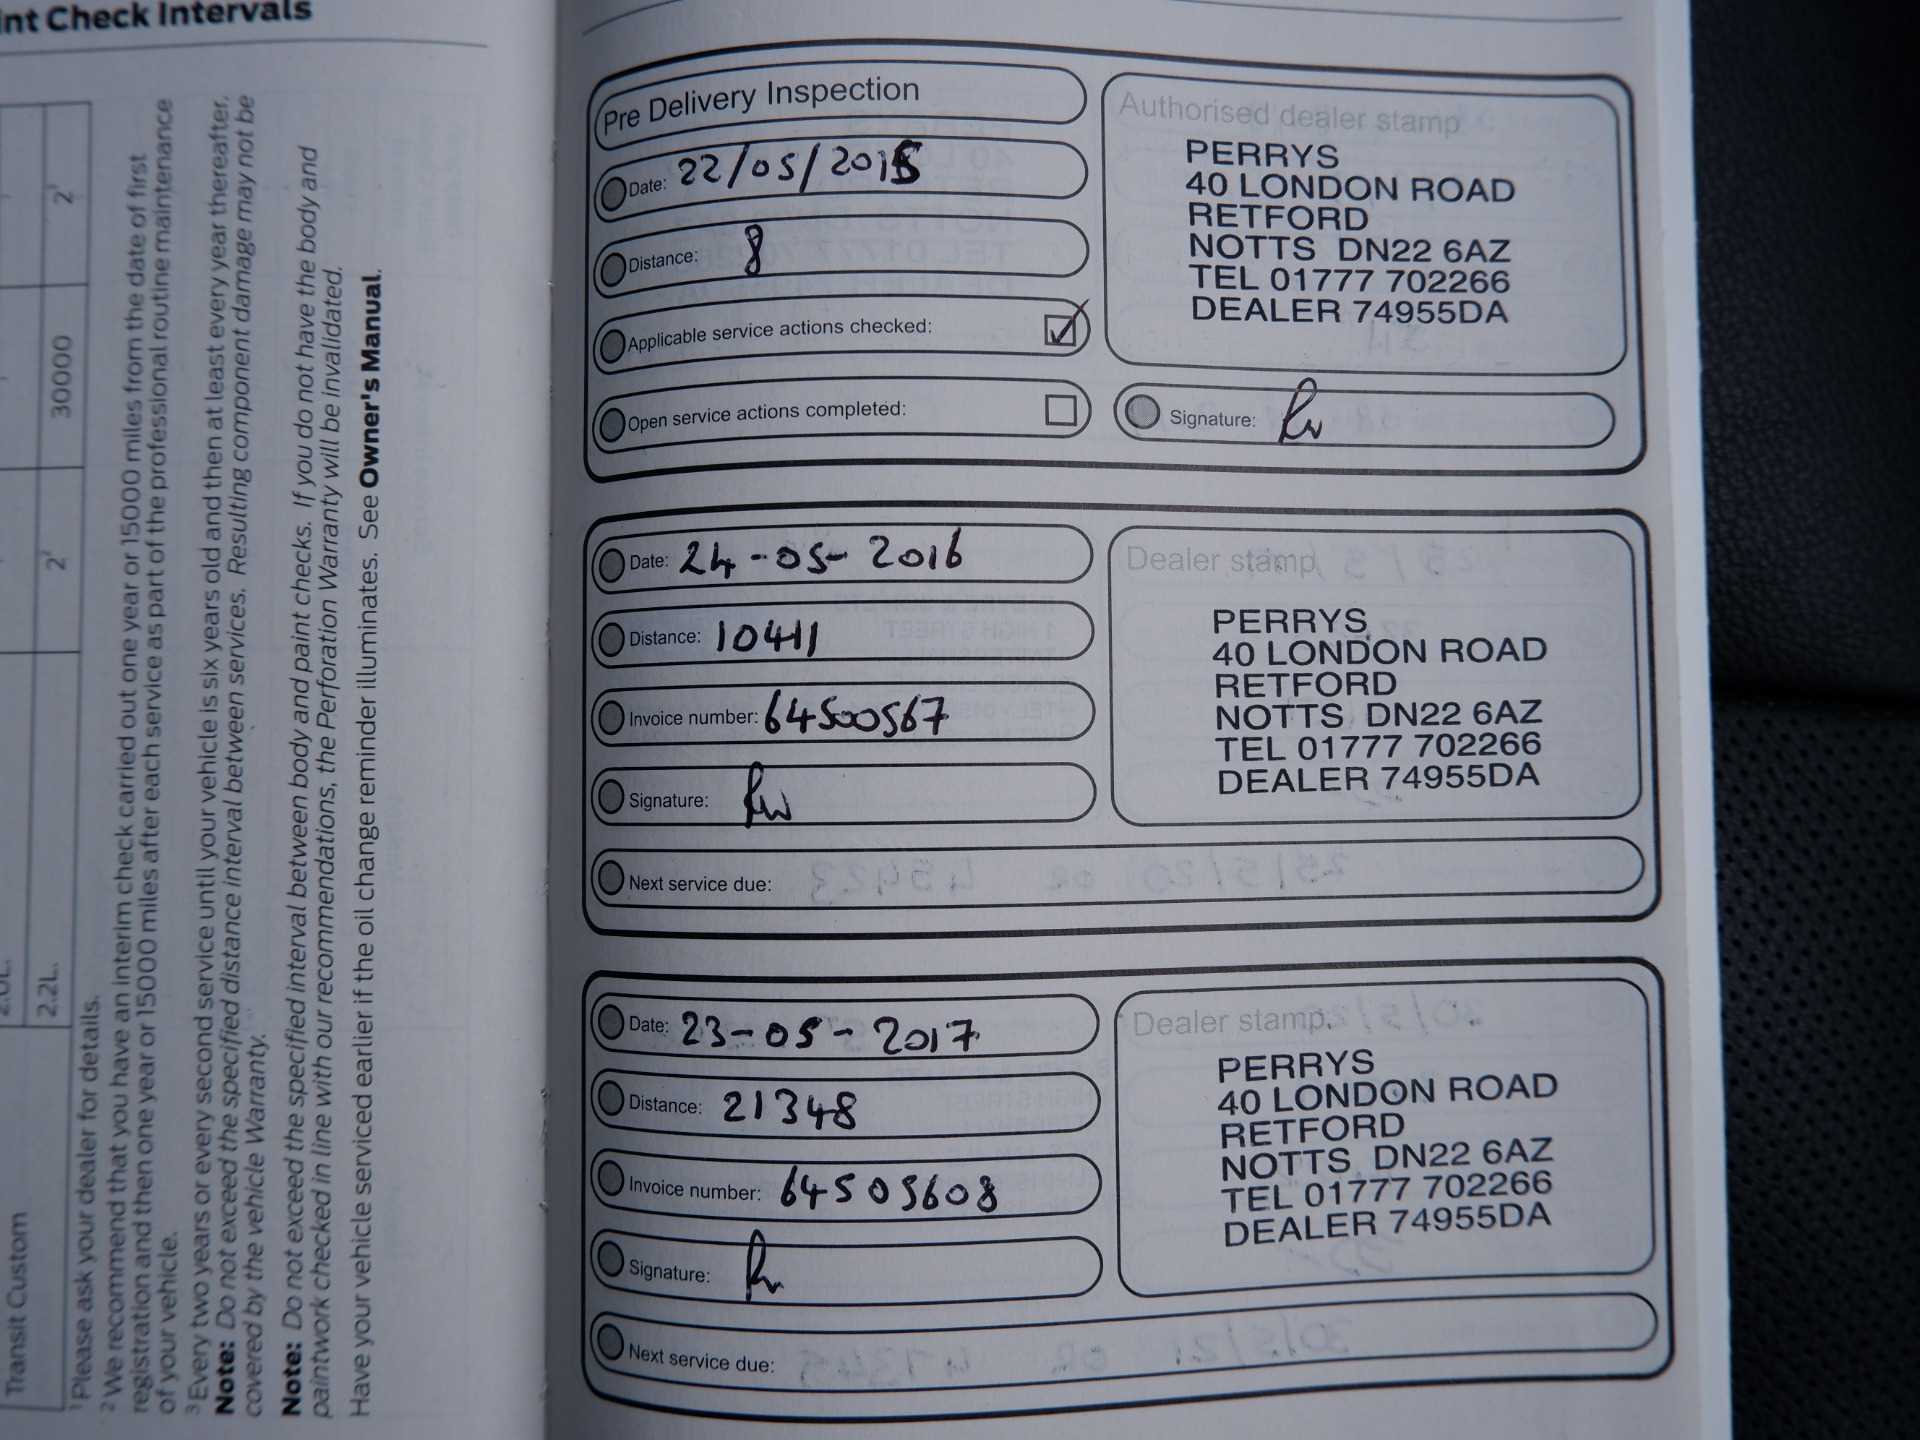 int Check Intervals
2¹
30000
2¹
2.2L.
Transit Custom
¹ Please ask your dealer for details.
² We recommend that you have an interim check carried out one year or 15000 miles from the date of first
registration and then one year or 15000 miles after each service as part of the professional routine maintenance
of your vehicle.
³ Every two years or every second service until your vehicle is six years old and then at least every year thereafter.
Note: Do not exceed the specified distance interval between services. Resulting component damage may not be
covered by the vehicle Warranty.
Note: Do not exceed the specified interval between body and paint checks. If you do not have the body and
paintwork checked in line with our recommendations, the Perforation Warranty will be invalidated.
Have your vehicle serviced earlier if the oil change reminder illuminates. See Owner's Manual.
Pre Delivery Inspection
Date: 22/05/2015
Distance: 8
Applicable service actions checked:
Open service actions completed:
Authorised dealer stamp
PERRYS
40 LONDON ROAD
RETFORD
NOTTS DN22 6AZ
TEL 01777 702266
DEALER 74955DA
Signature:
Date: 24-05-2016
Distance: 10411
Invoice number: 64500567
Signature:
Next service due:
Dealer stamp
PERRYS
40 LONDON ROAD
RETFORD
NOTTS DN22 6AZ
TEL 01777 702266
DEALER 74955DA
Date: 23-05-2017
Distance: 21348
Invoice number: 64505608
Signature:
Next service due:
Dealer stamp
PERRYS
40 LONDON ROAD
RETFORD
NOTTS DN22 6AZ
TEL 01777 702266
DEALER 74955DA